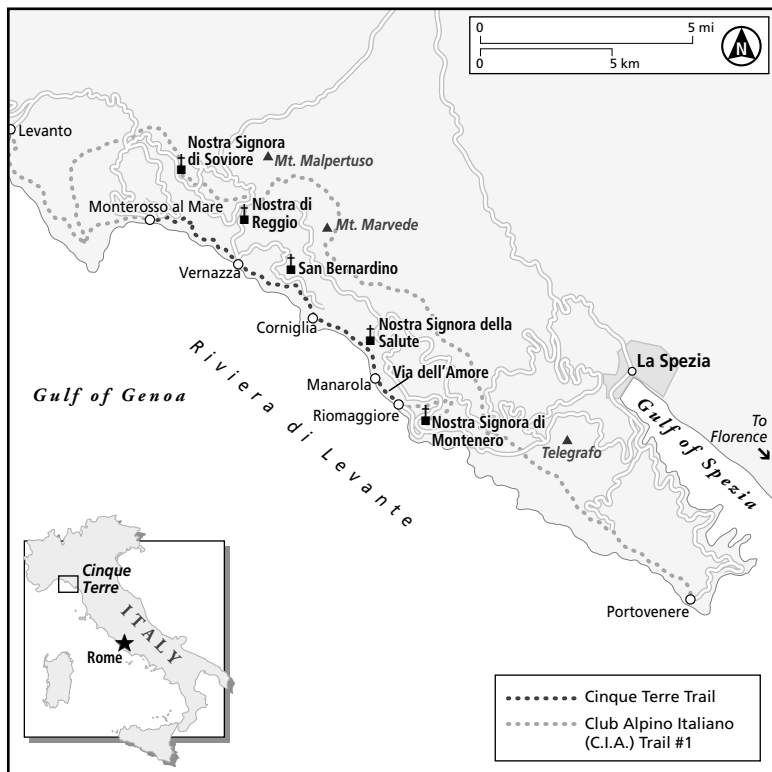 0
5 mi
N
0
5 km
Levanto
Nostra Signora
di Soviore
Mt. Malpertuso
Monterosso al Mare
Nostra di
Reggio
Mt. Marvede
Vernazza
San Bernardino
Corniglia
Nostra Signora della
Salute
La Spezia
Riviera di Levante
Via dell'Amore
Gulf of Genoa
Manarola
Riomaggiore
Nostra Signora di
Montenero
Telegrafo
Gulf of Spezia
To
Florence
Cinque
Terre
ITALY
Rome
Portovenere
Cinque Terre Trail
Club Alpino Italiano
(C.I.A.) Trail #1